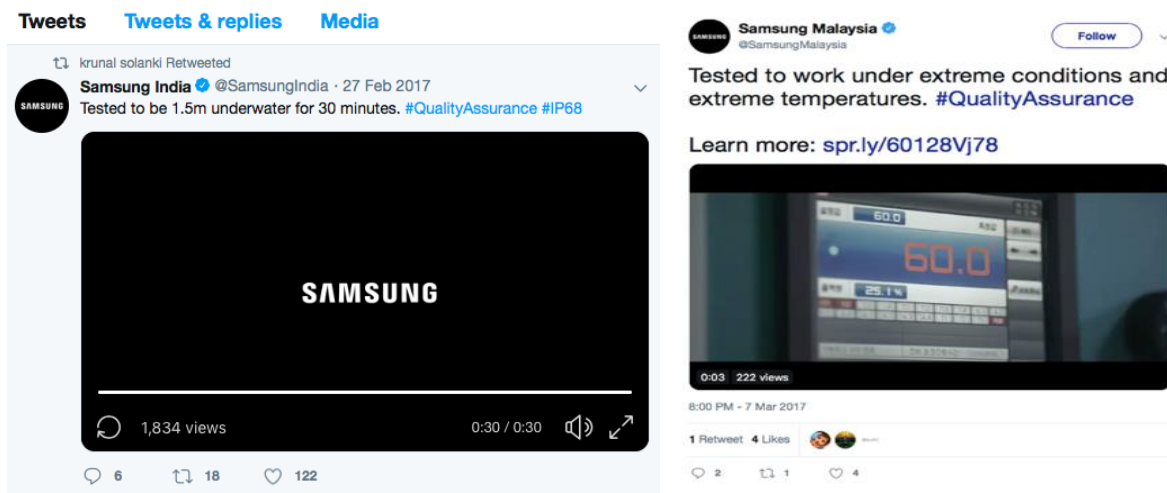 Tweets Tweets & replies Media
krunal solanki Retweeted
Samsung India @SamsungIndia · 27 Feb 2017
SAMSUNG
Tested to be 1.5m underwater for 30 minutes. #QualityAssurance #IP68
SAMSUNG
1,834 views 0:30 / 0:30
6 18 122
SAMSUNG
Samsung Malaysia
@SamsungMalaysia
Follow
Tested to work under extreme conditions and
extreme temperatures. #QualityAssurance
Learn more: spr.ly/60128Vj78
60.0
60.0
25.1 %
0:03 222 views
8:00 PM - 7 Mar 2017
1 Retweet 4 Likes
2 1 4